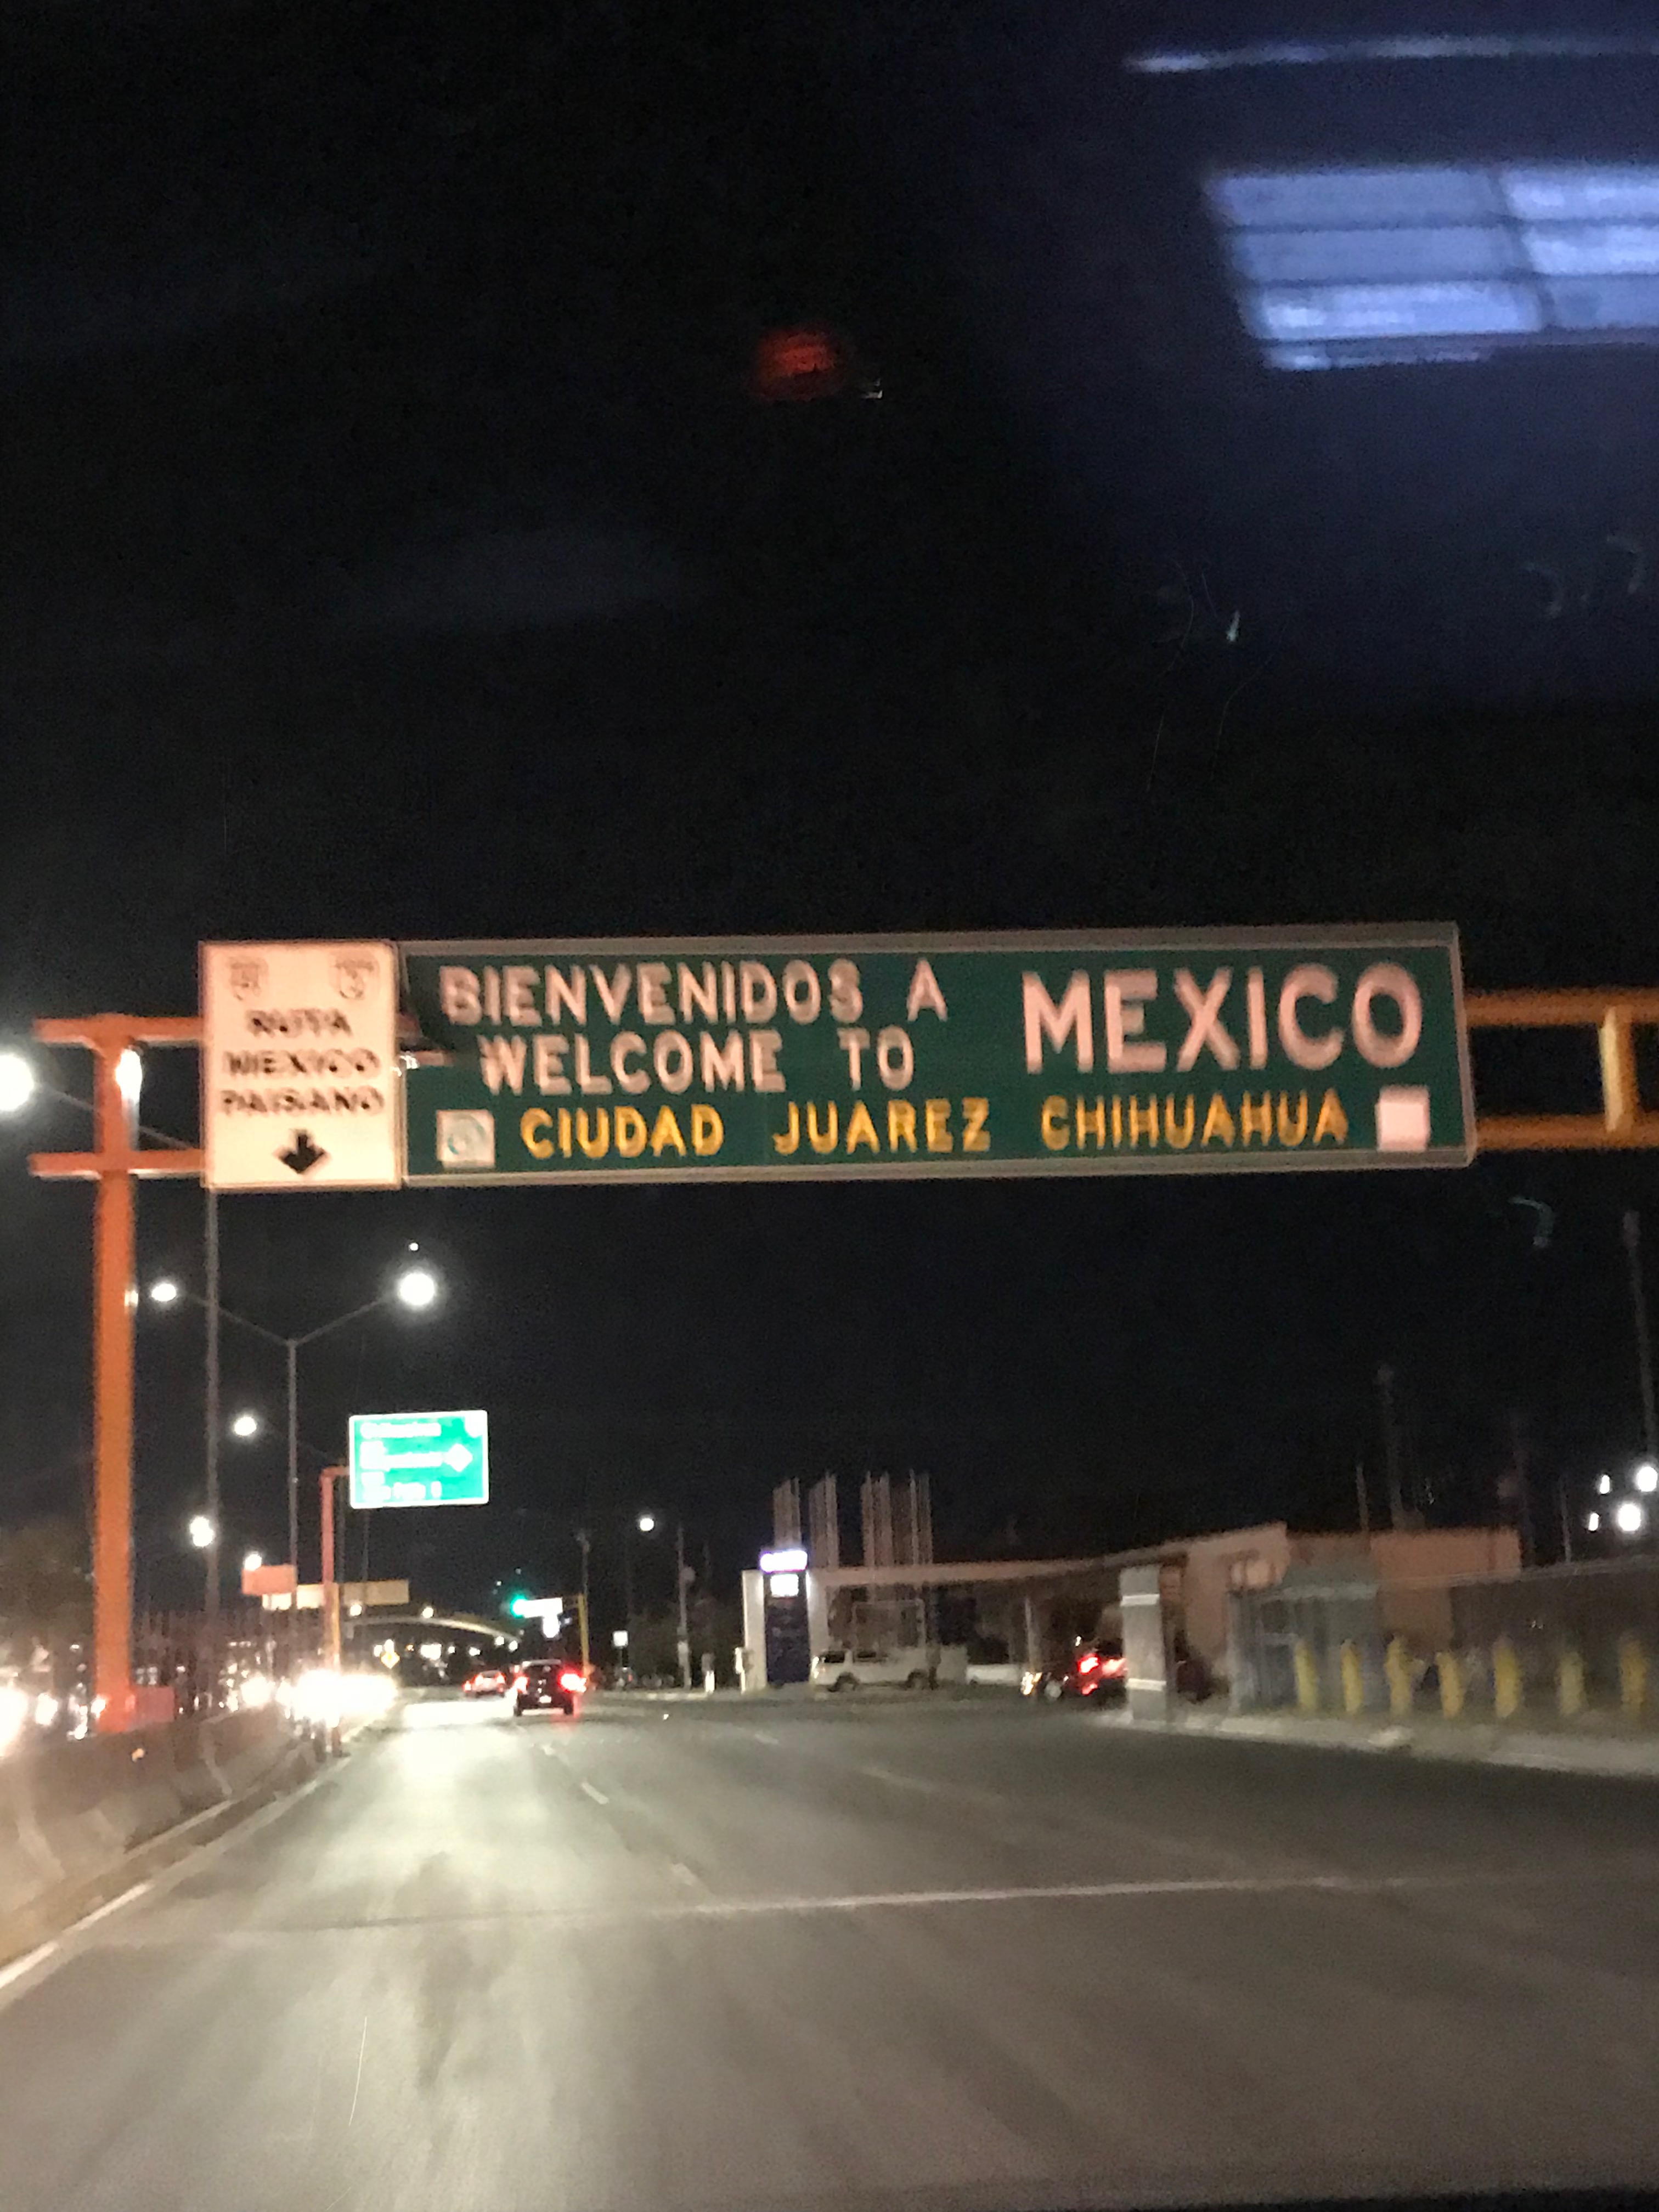 RUTA
MEXICO
PAISANO
BIENVENIDOS A
WELCOME TO
MEXICO
CIUDAD JUAREZ CHIHUAHUA